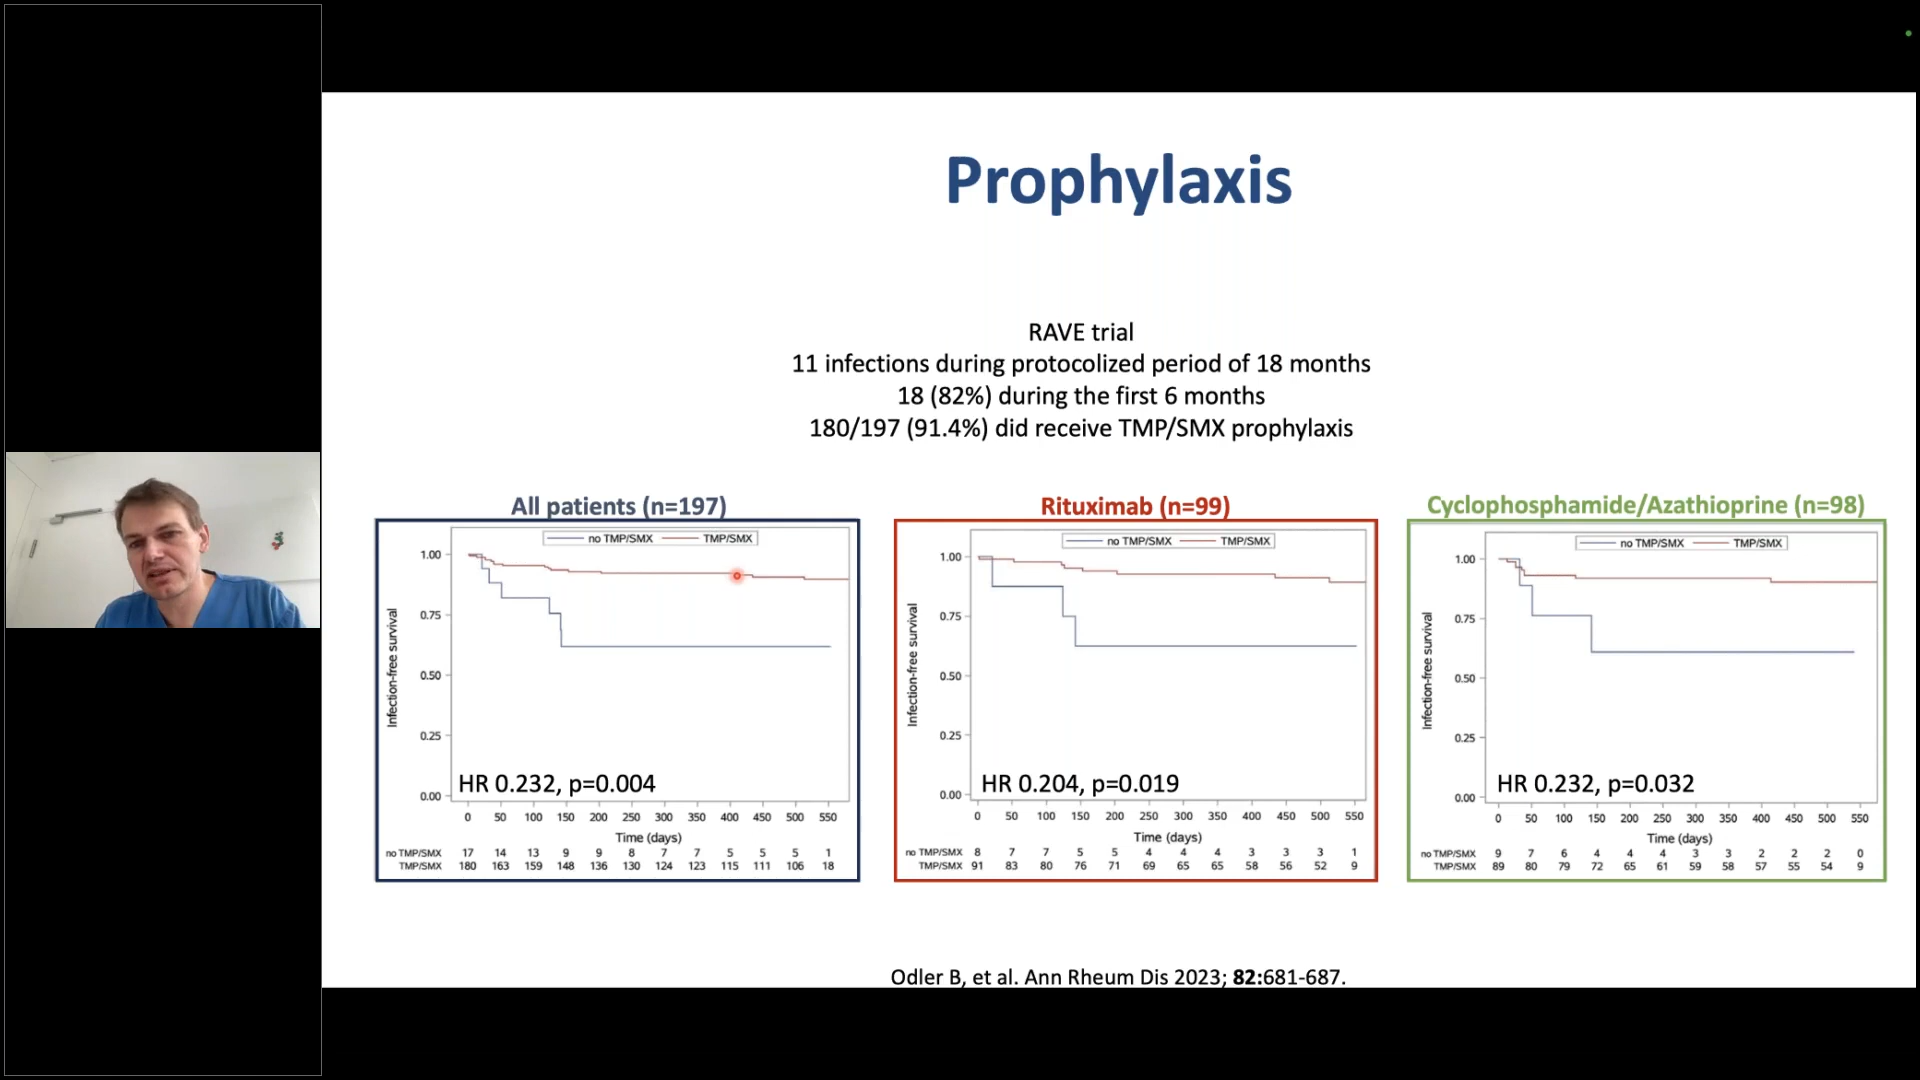 Prophylaxis
RAVE trial
11 infections during protocolized period of 18 months
18 (82%) during the first 6 months
180/197 (91.4%) did receive TMP/SMX prophylaxis
All patients (n=197)
no TMP/SMX TMP/SMX
Infection-free survival
1.00
0.75
0.50
0.25
0.00
HR 0.232, p=0.004
0 50 100 150 200 250 300 350 400 450 500 550
Time (days)
no TMP/SMX 17 14 13 9 9 8 7 7 5 5 5 1
TMP/SMX 180 163 159 148 136 130 124 123 115 111 106 18
Rituximab (n=99)
no TMP/SMX TMP/SMX
Infection-free survival
1.00
0.75
0.50
0.25
0.00
HR 0.204, p=0.019
0 50 100 150 200 250 300 350 400 450 500 550
Time (days)
no TMP/SMX 8 7 7 5 5 4 4 4 3 3 3 1
TMP/SMX 91 83 80 76 71 69 65 65 58 56 52 9
Cyclophosphamide/Azathioprine (n=98)
no TMP/SMX TMP/SMX
Infection-free survival
1.00
0.75
0.50
0.25
0.00
HR 0.232, p=0.032
0 50 100 150 200 250 300 350 400 450 500 550
Time (days)
no TMP/SMX 9 7 6 4 4 4 3 3 2 2 2 0
TMP/SMX 89 80 79 72 65 61 59 58 57 55 54 9
Odler B, et al. Ann Rheum Dis 2023; 82:681-687.